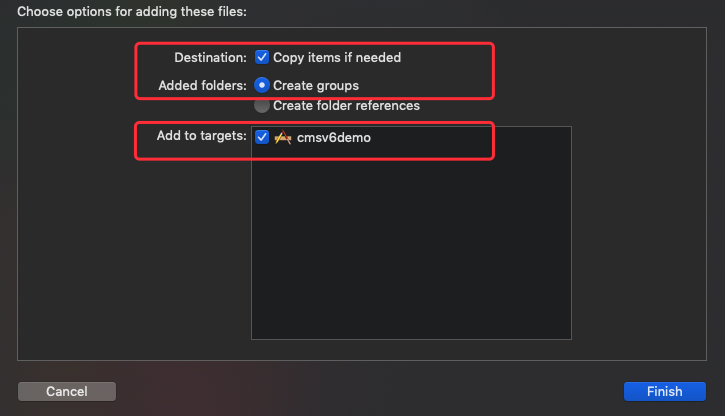 Choose options for adding these files:
Destination: Copy items if needed
Added folders: Create groups
Create folder references
Add to targets: cmsv6demo
Cancel Finish